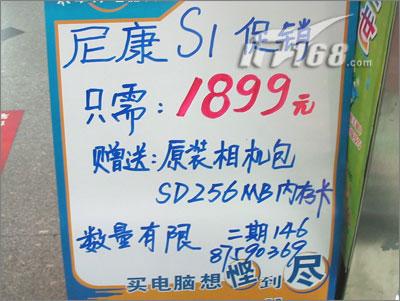 尼康 S1 促销
IT168.com
只需：1899元
赠送：原装相机包
SD256MB内存卡
数量有限 二期146
87590369
买电脑想悭到尽